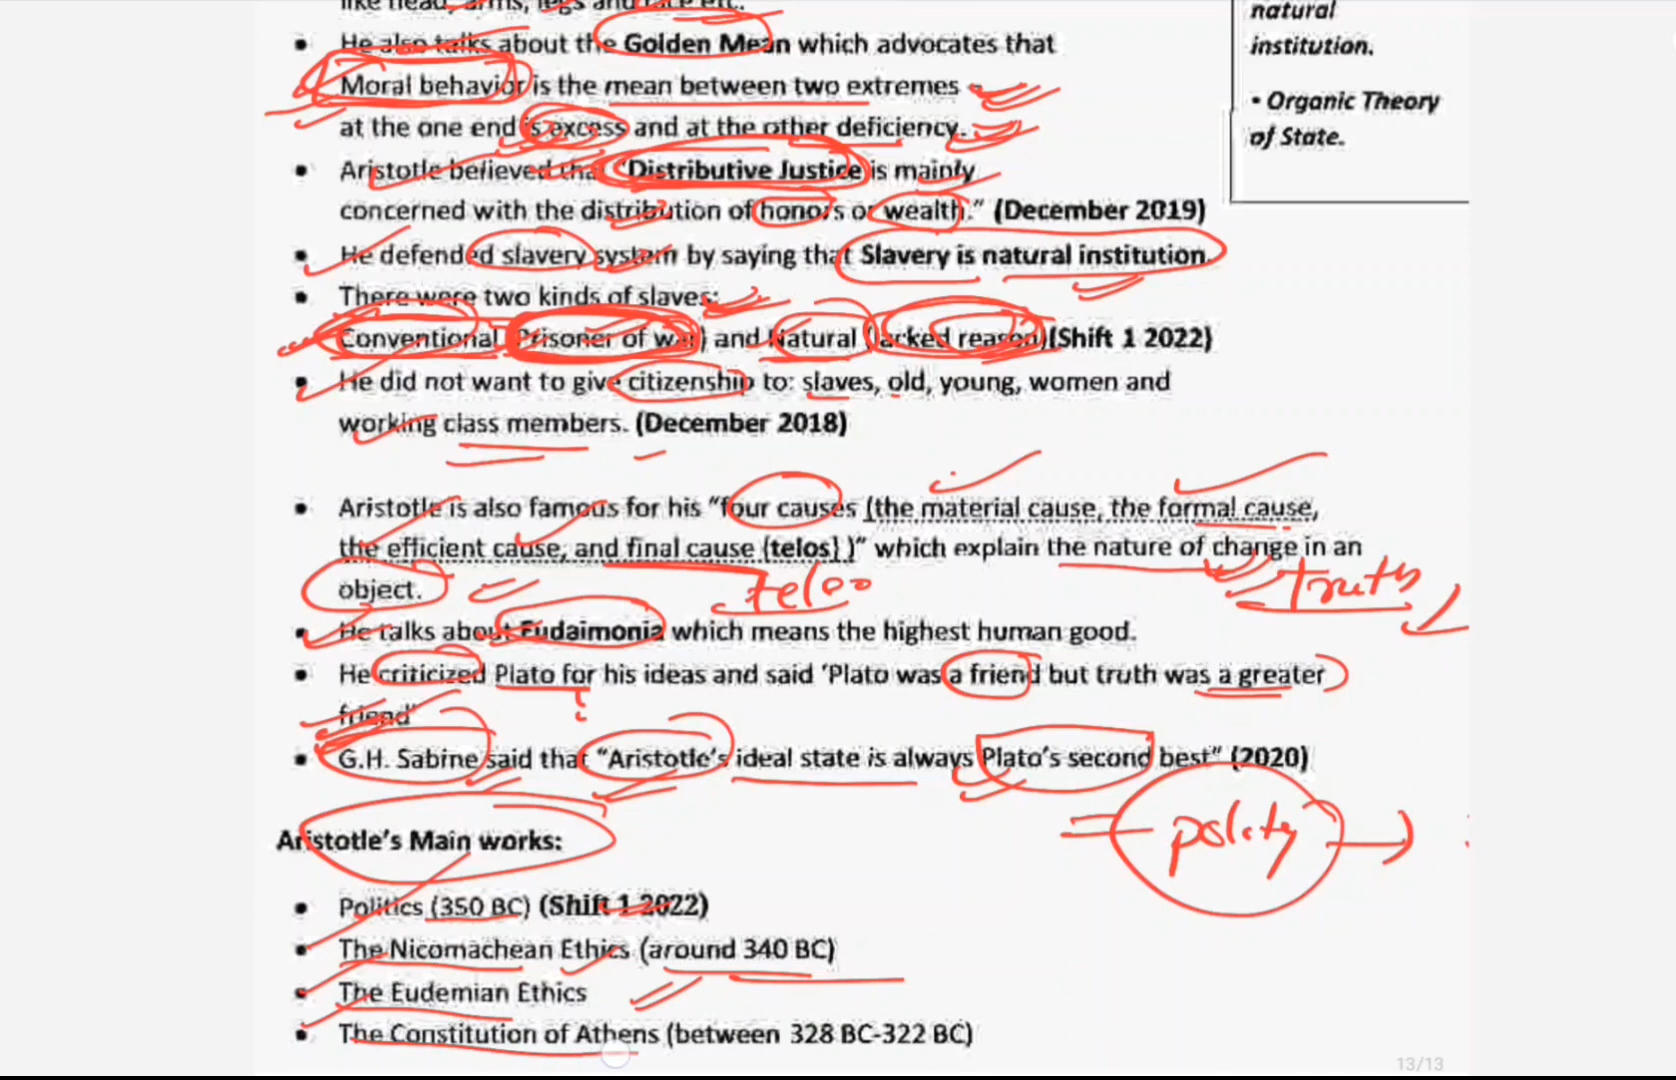 like head, arms, legs and face etc.
• He also talks about the Golden Mean which advocates that
Moral behavior is the mean between two extremes
at the one end is excess and at the other deficiency.
• Aristotle believed that "Distributive Justice is mainly
concerned with the distribution of honors or wealth." (December 2019)
• He defended slavery system by saying that Slavery is natural institution.
• There were two kinds of slaves:
Conventional (Prisoner of war) and Natural (lacked reason)(Shift 1 2022)
• He did not want to give citizenship to: slaves, old, young, women and
working class members. (December 2018)
• Aristotle is also famous for his "four causes (the material cause, the formal cause,
the efficient cause, and final cause {telos} )" which explain the nature of change in an
object.
telos
truth
• He talks about Eudaimonia which means the highest human good.
• He criticized Plato for his ideas and said 'Plato was a friend but truth was a greater
friend'
• G.H. Sabine said that "Aristotle's ideal state is always Plato's second best" (2020)
polity
Aristotle's Main works:
• Politics (350 BC) (Shift 1 2022)
• The Nicomachean Ethics (around 340 BC)
• The Eudemian Ethics
• The Constitution of Athens (between 328 BC-322 BC)
natural
institution.
• Organic Theory
of State.
13/13